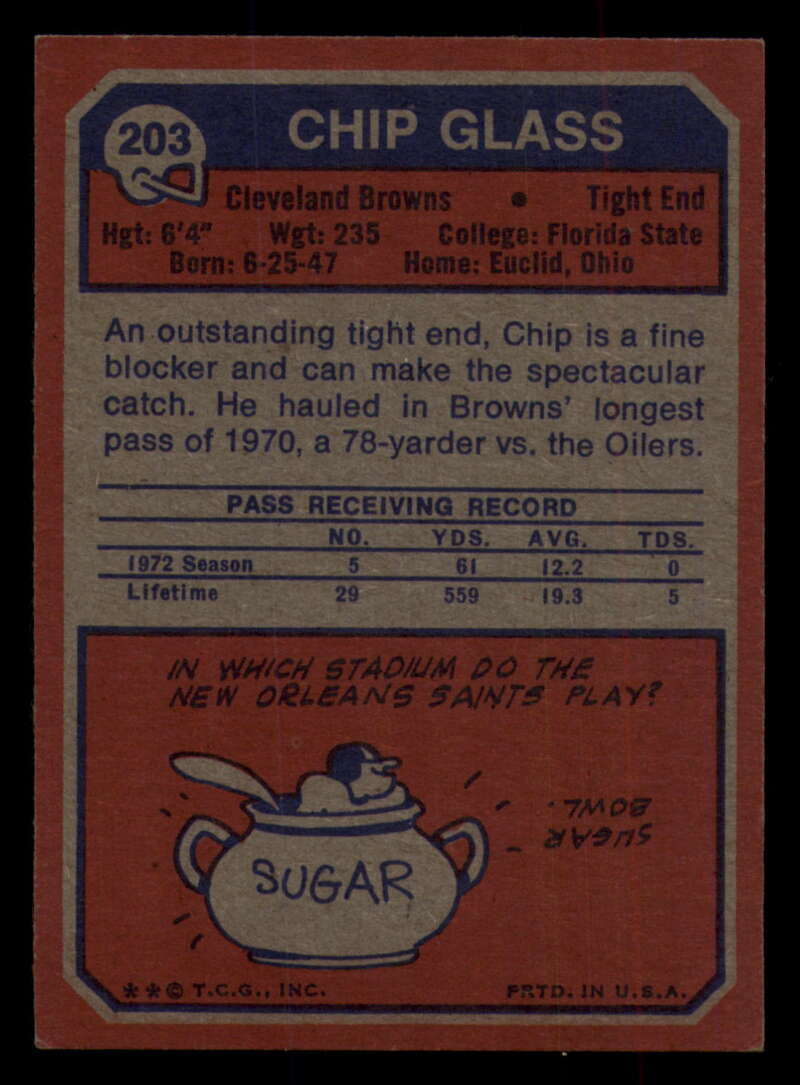 203
CHIP GLASS
Cleveland Browns • Tight End
Hgt: 6'4" Wgt: 235 College: Florida State
Born: 6-25-47 Home: Euclid, Ohio
An outstanding tight end, Chip is a fine
blocker and can make the spectacular
catch. He hauled in Browns' longest
pass of 1970, a 78-yarder vs. the Oilers.
PASS RECEIVING RECORD
NO. YDS. AVG. TDS.
1972 Season 5 61 12.2 0
Lifetime 29 559 19.3 5
IN WHICH STADIUM DO THE
NEW ORLEANS SAINTS PLAY?
SUGAR
BOWL.
SUGAR
**© T.C.G., INC. PRTD. IN U.S.A.